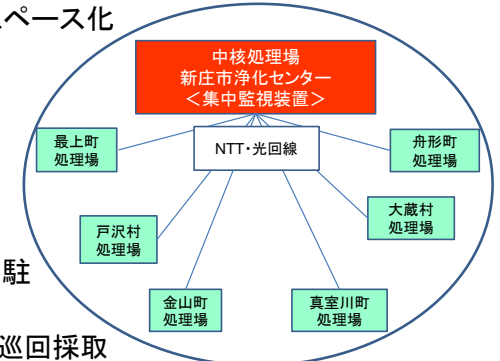 ペース化
中核処理場
新庄市浄化センター
＜集中監視装置＞
最上町
処理場
NTT・光回線
舟形町
処理場
大蔵村
処理場
戸沢村
処理場
駐
金山町
処理場
真室川町
処理場
巡回採取